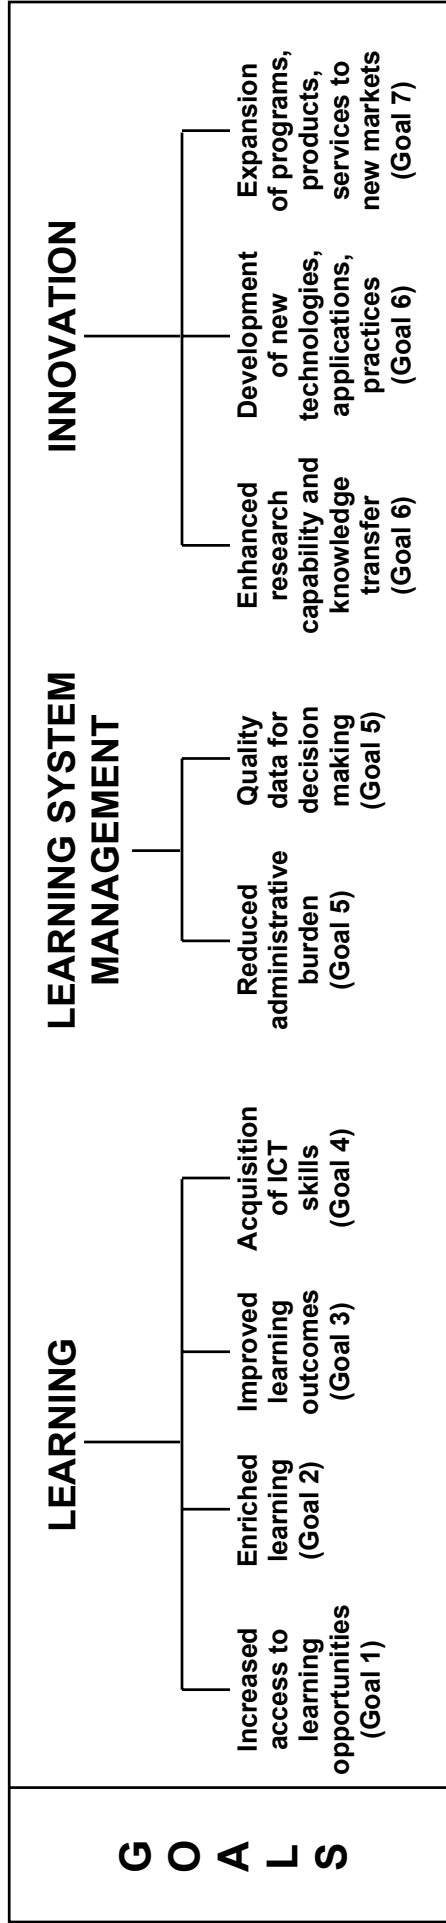 G
O
A
L
S
LEARNING
Increased
access to
learning
opportunities
(Goal 1)
Enriched
learning
(Goal 2)
Improved
learning
outcomes
(Goal 3)
Acquisition
of ICT
skills
(Goal 4)
LEARNING SYSTEM
MANAGEMENT
Reduced
administrative
burden
(Goal 5)
Quality
data for
decision
making
(Goal 5)
INNOVATION
Enhanced
research
capability and
knowledge
transfer
(Goal 6)
Development
of new
technologies,
applications,
practices
(Goal 6)
Expansion
of programs,
products,
services to
new markets
(Goal 7)